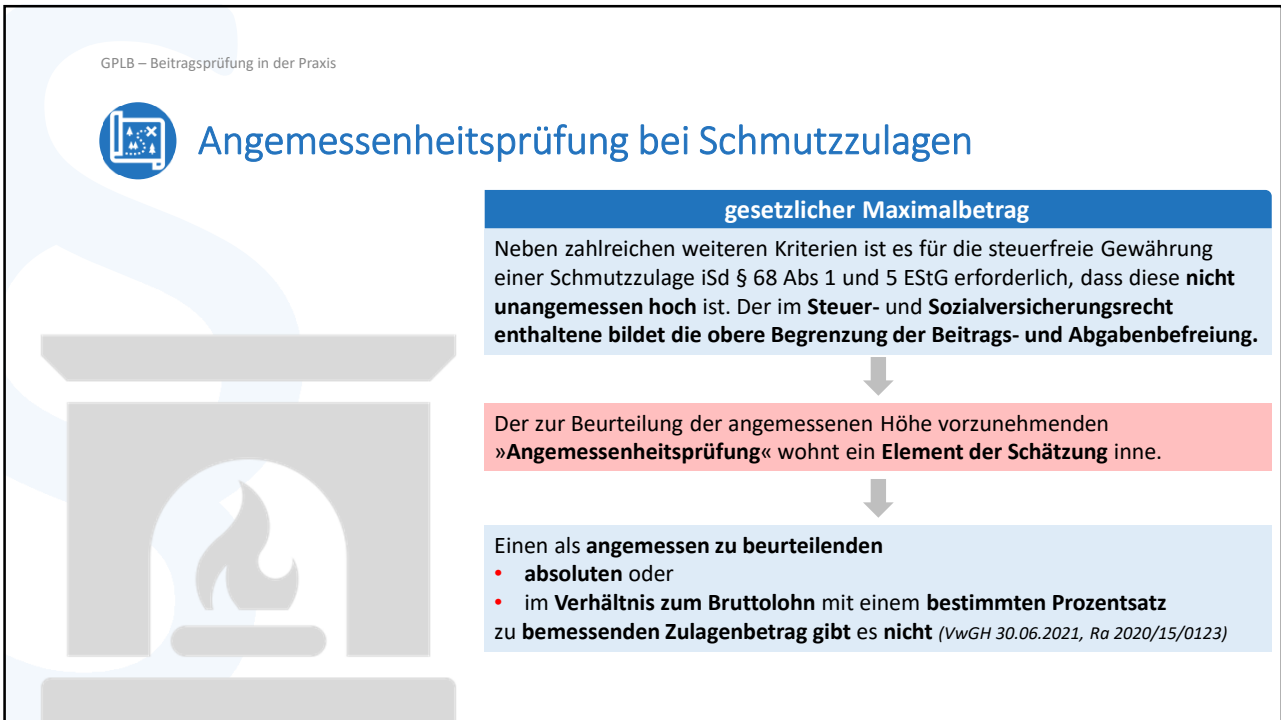 GPLB – Beitragsprüfung in der Praxis
Angemessenheitsprüfung bei Schmutzzulagen
gesetzlicher Maximalbetrag
Neben zahlreichen weiteren Kriterien ist es für die steuerfreie Gewährung
einer Schmutzzulage iSd § 68 Abs 1 und 5 EStG erforderlich, dass diese nicht
unangemessen hoch ist. Der im Steuer- und Sozialversicherungsrecht
enthaltene bildet die obere Begrenzung der Beitrags- und Abgabenbefreiung.
Der zur Beurteilung der angemessenen Höhe vorzunehmenden
»Angemessenheitsprüfung« wohnt ein Element der Schätzung inne.
Einen als angemessen zu beurteilenden
• absoluten oder
• im Verhältnis zum Bruttolohn mit einem bestimmten Prozentsatz
zu bemessenden Zulagenbetrag gibt es nicht (VwGH 30.06.2021, Ra 2020/15/0123)